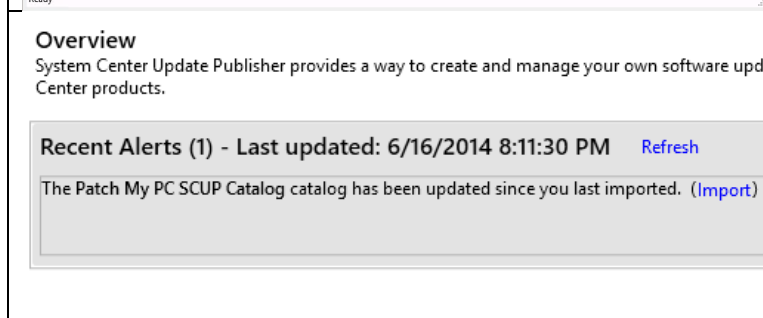 Ready
Overview
System Center Update Publisher provides a way to create and manage your own software upd
Center products.
Recent Alerts (1) - Last updated: 6/16/2014 8:11:30 PM Refresh
The Patch My PC SCUP Catalog catalog has been updated since you last imported. (Import)